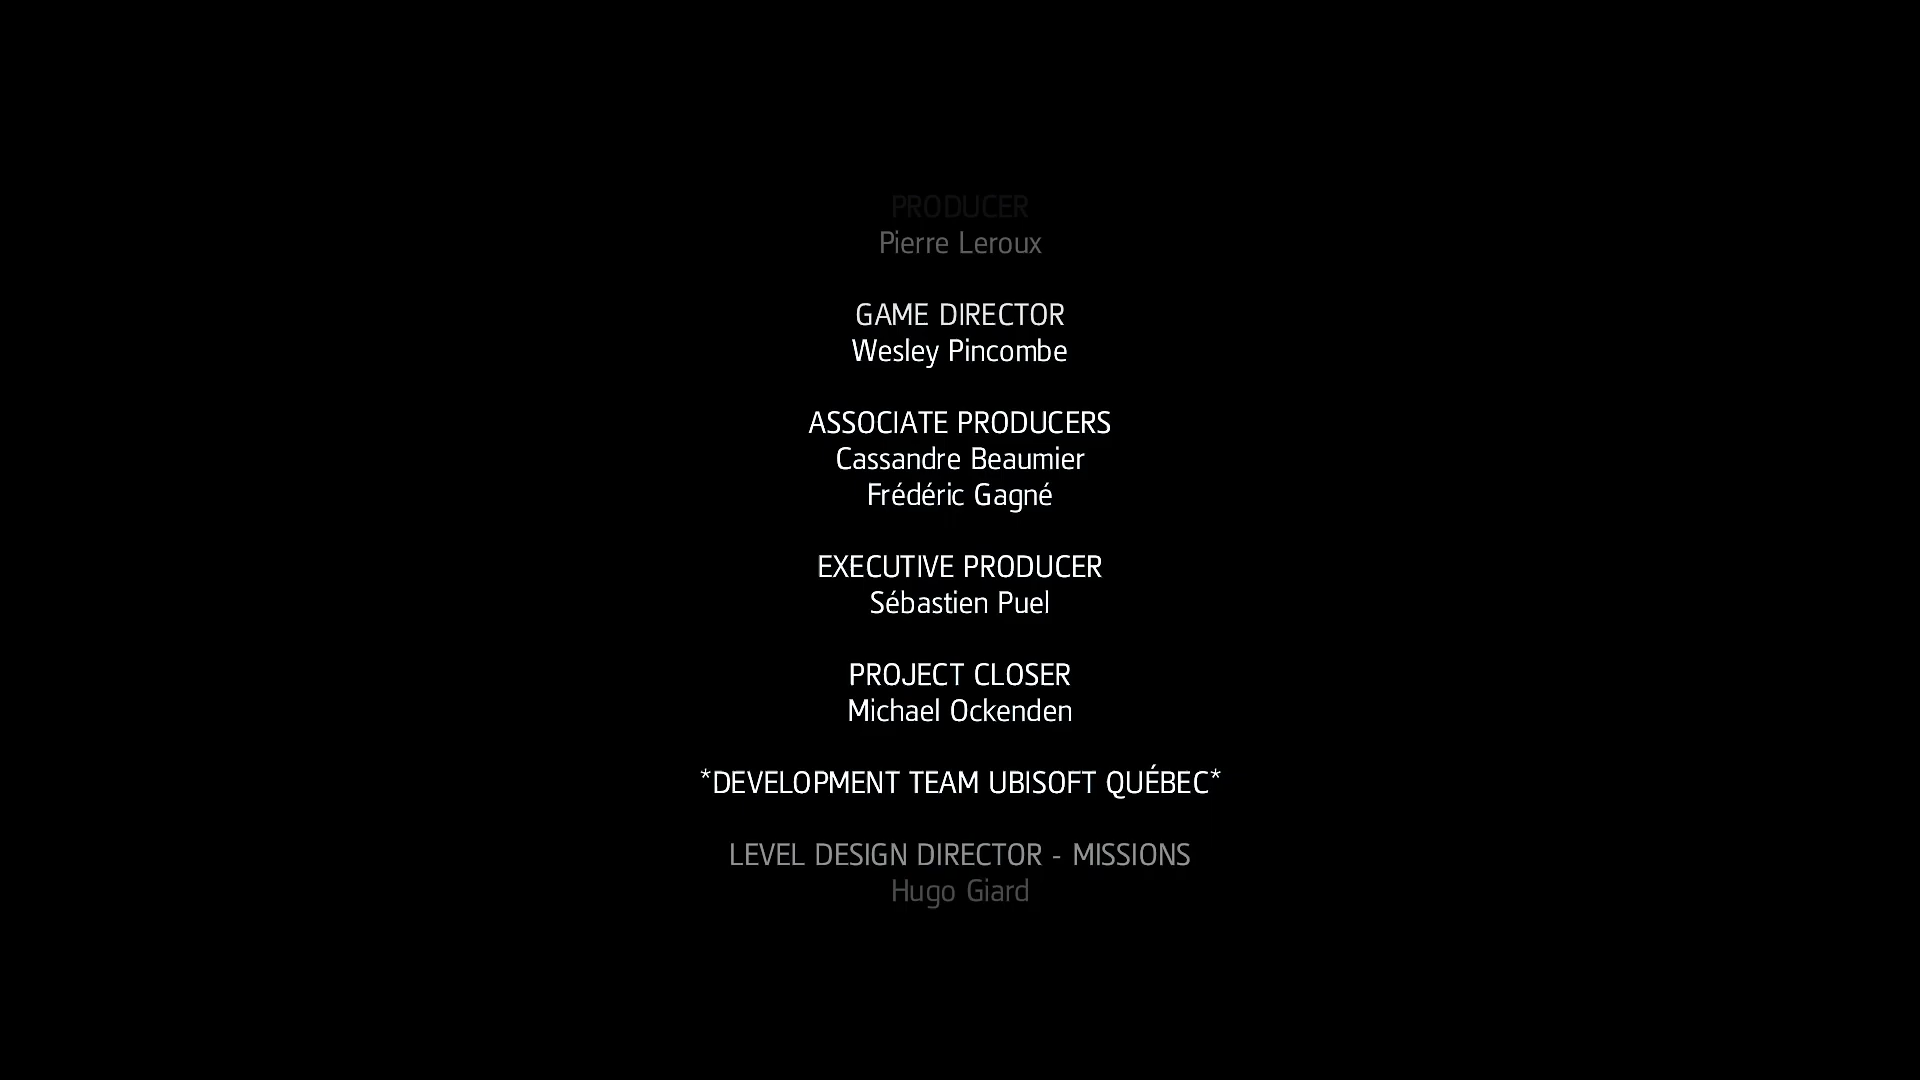 PRODUCER
Pierre Leroux
GAME DIRECTOR
Wesley Pincombe
ASSOCIATE PRODUCERS
Cassandre Beaumier
Frédéric Gagné
EXECUTIVE PRODUCER
Sébastien Puel
PROJECT CLOSER
Michael Ockenden
*DEVELOPMENT TEAM UBISOFT QUÉBEC*
LEVEL DESIGN DIRECTOR - MISSIONS
Hugo Giard